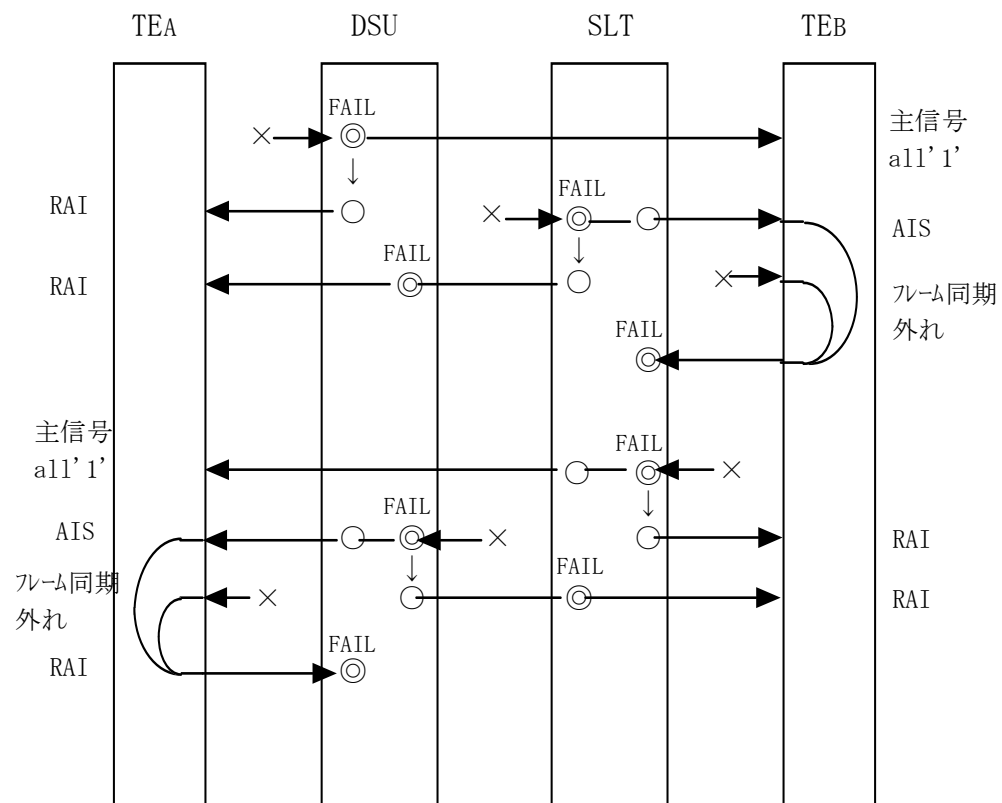 TEA DSU SLT TEB
FAIL
主信号
all'1'
×
RAI
FAIL
×
AIS
FAIL
RAI
×
フレーム同期
外れ
FAIL
主信号
all'1'
FAIL
×
FAIL
AIS
×
RAI
FAIL
フレーム同期
外れ
×
RAI
FAIL
RAI